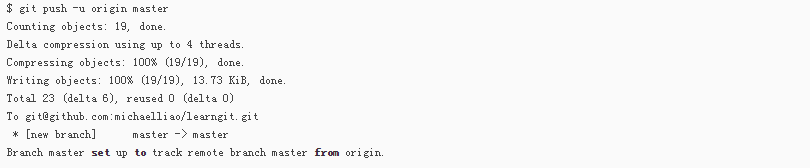 $ git push -u origin master
Counting objects: 19, done.
Delta compression using up to 4 threads.
Compressing objects: 100% (19/19), done.
Writing objects: 100% (19/19), 13.73 KiB, done.
Total 23 (delta 6), reused 0 (delta 0)
To git@github.com:michaelliao/learngit.git
 * [new branch]      master -> master
Branch master set up to track remote branch master from origin.